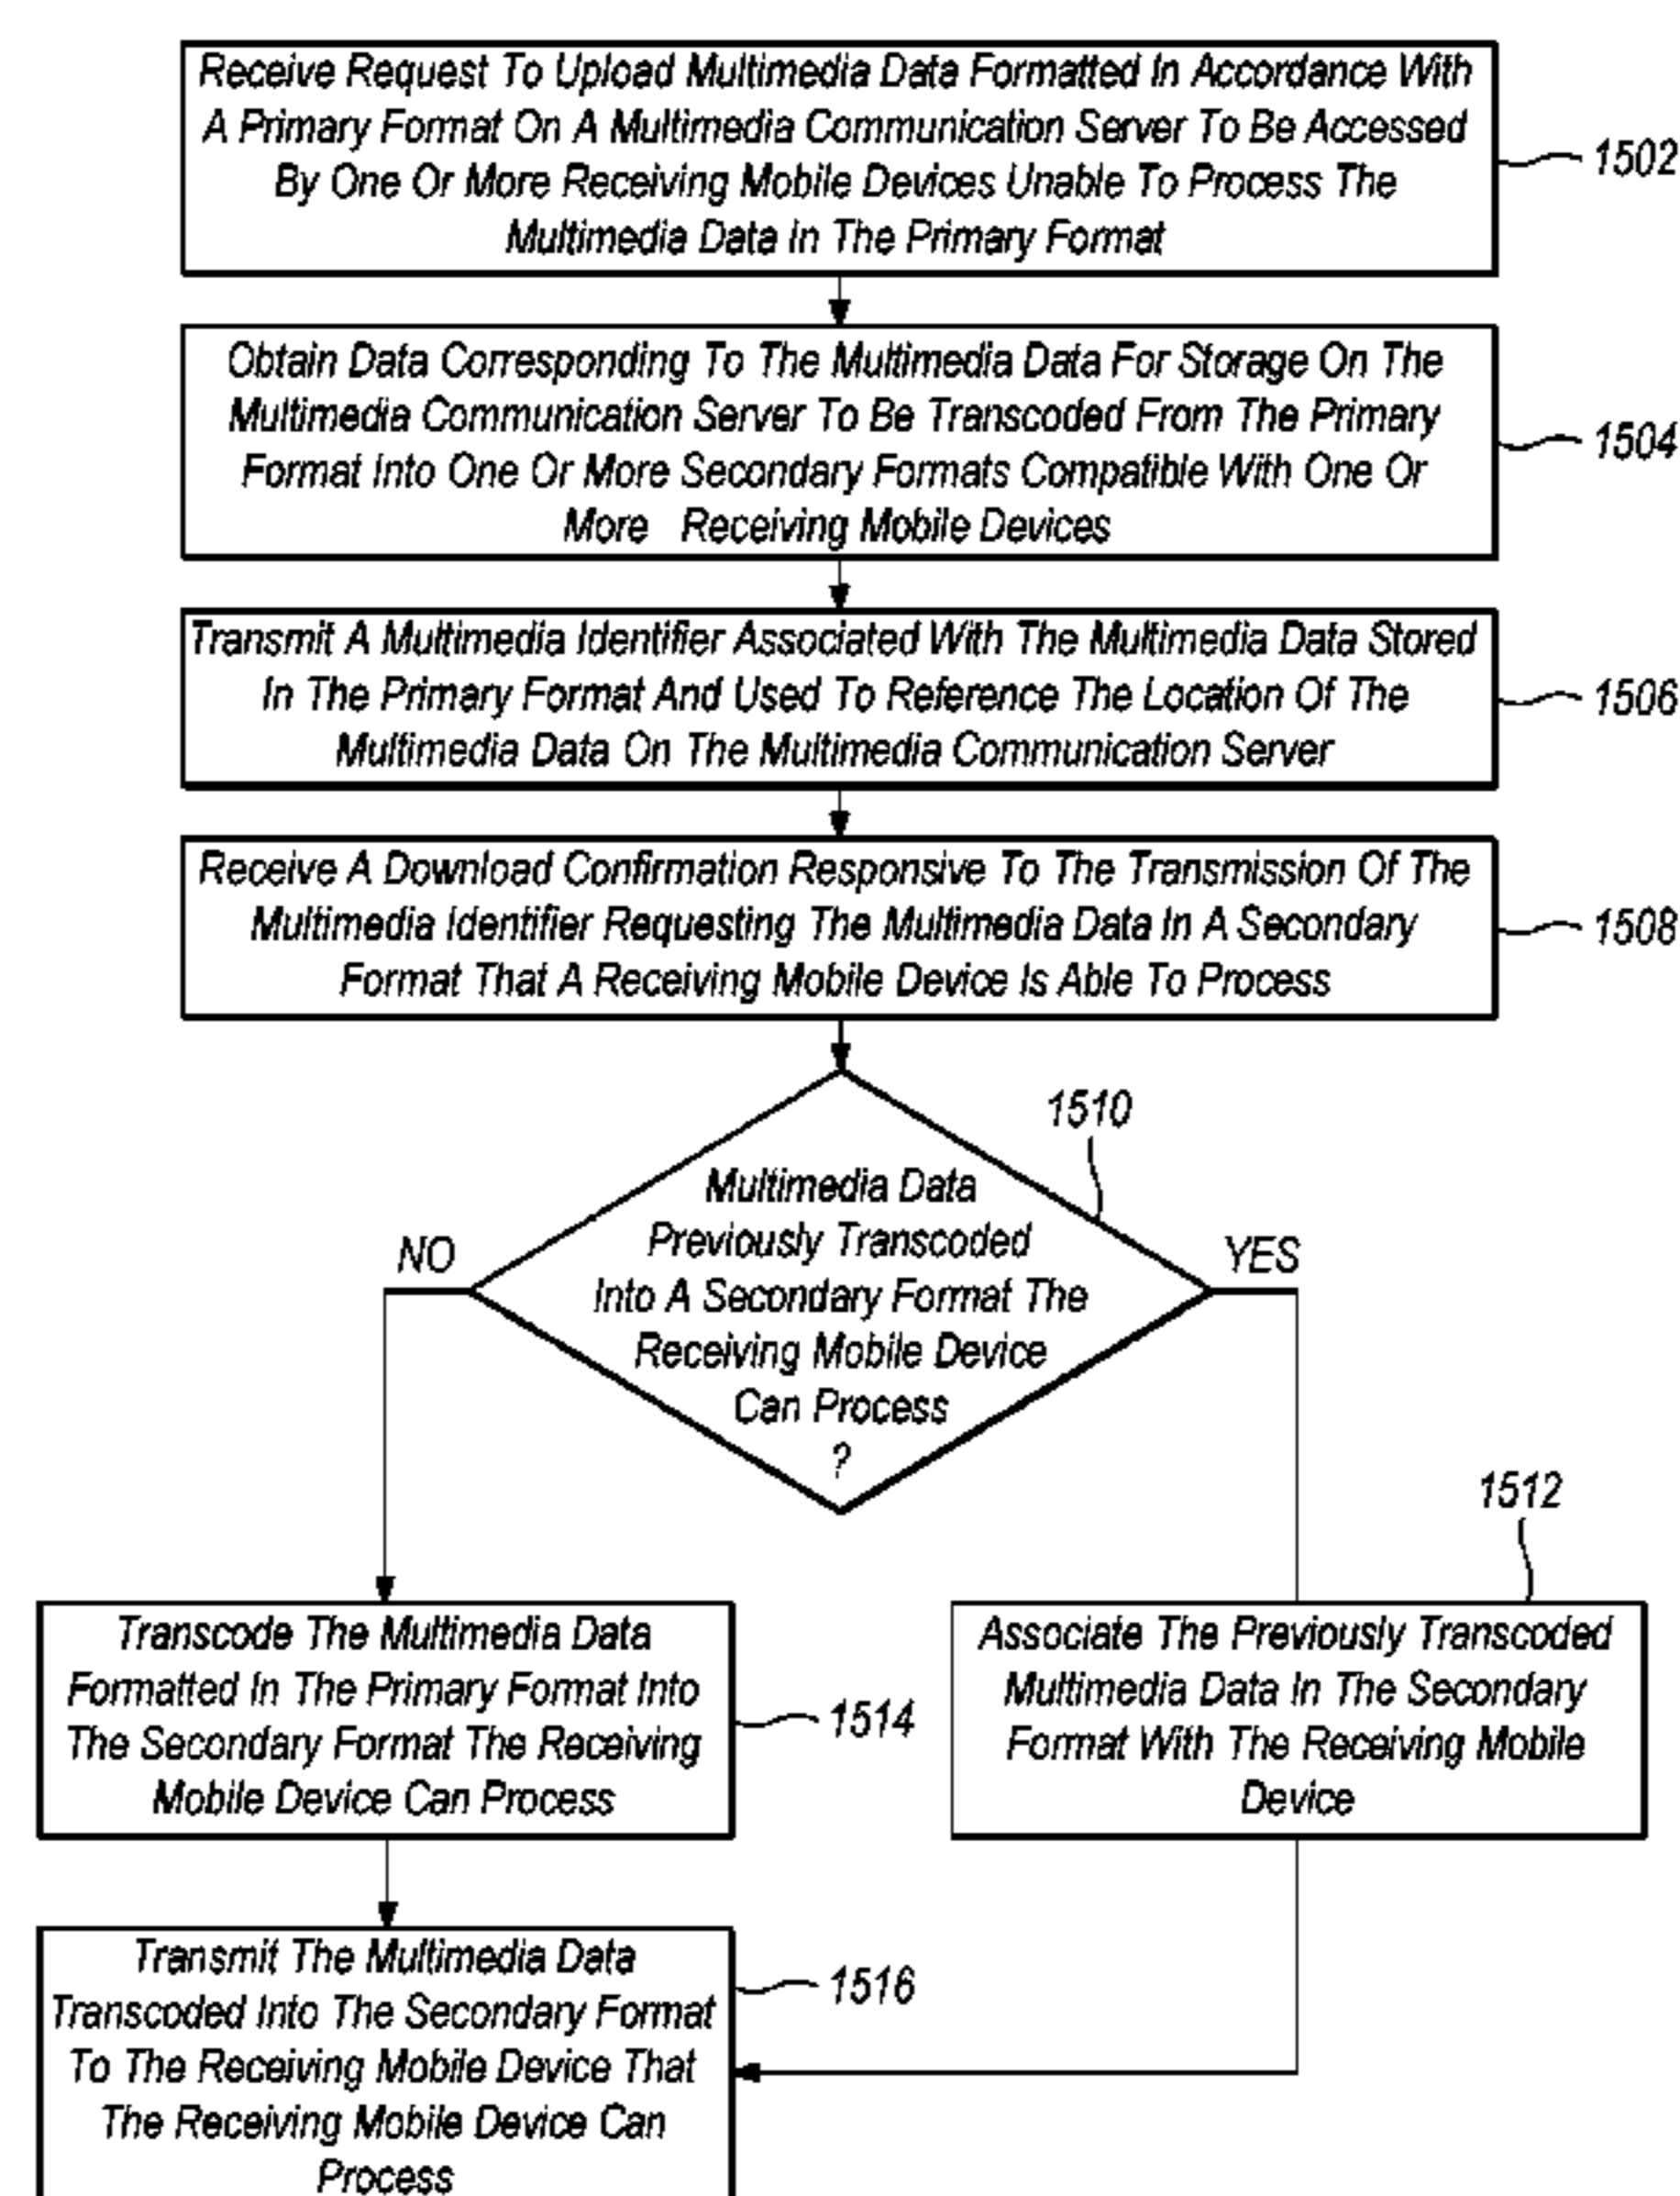 Receive Request To Upload Multimedia Data Formatted In Accordance With
A Primary Format On A Multimedia Communication Server To Be Accessed
By One Or More Receiving Mobile Devices Unable To Process The
Multimedia Data In The Primary Format
1502
Obtain Data Corresponding To The Multimedia Data For Storage On The
Multimedia Communication Server To Be Transcoded From The Primary
Format Into One Or More Secondary Formats Compatible With One Or
More Receiving Mobile Devices
1504
Transmit A Multimedia Identifier Associated With The Multimedia Data Stored
In The Primary Format And Used To Reference The Location Of The
Multimedia Data On The Multimedia Communication Server
1506
Receive A Download Confirmation Responsive To The Transmission Of The
Multimedia Identifier Requesting The Multimedia Data In A Secondary
Format That A Receiving Mobile Device Is Able To Process
1508
1510
Multimedia Data
Previously Transcoded
Into A Secondary Format The
Receiving Mobile Device
Can Process
?
NO
YES
1512
Transcode The Multimedia Data
Formatted In The Primary Format Into
The Secondary Format The Receiving
Mobile Device Can Process
1514
Associate The Previously Transcoded
Multimedia Data In The Secondary
Format With The Receiving Mobile
Device
Transmit The Multimedia Data
Transcoded Into The Secondary Format
To The Receiving Mobile Device That
The Receiving Mobile Device Can
Process
1516